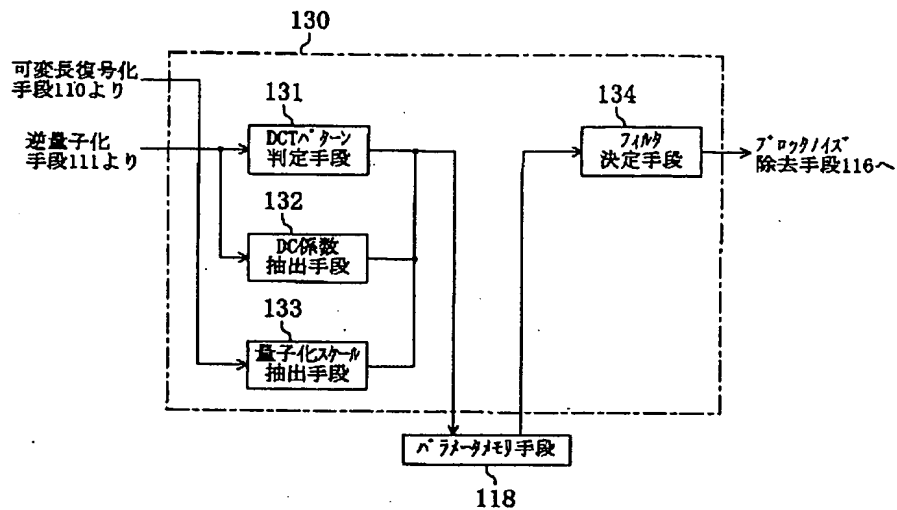 130
可変長復号化
手段110より
131
134
逆量子化
手段111より
DCTパターン
判定手段
フィルタ
決定手段
ブロックノイズ
除去手段116へ
132
DC係数
抽出手段
133
量子化スケール
抽出手段
パラメータメモリ手段
118